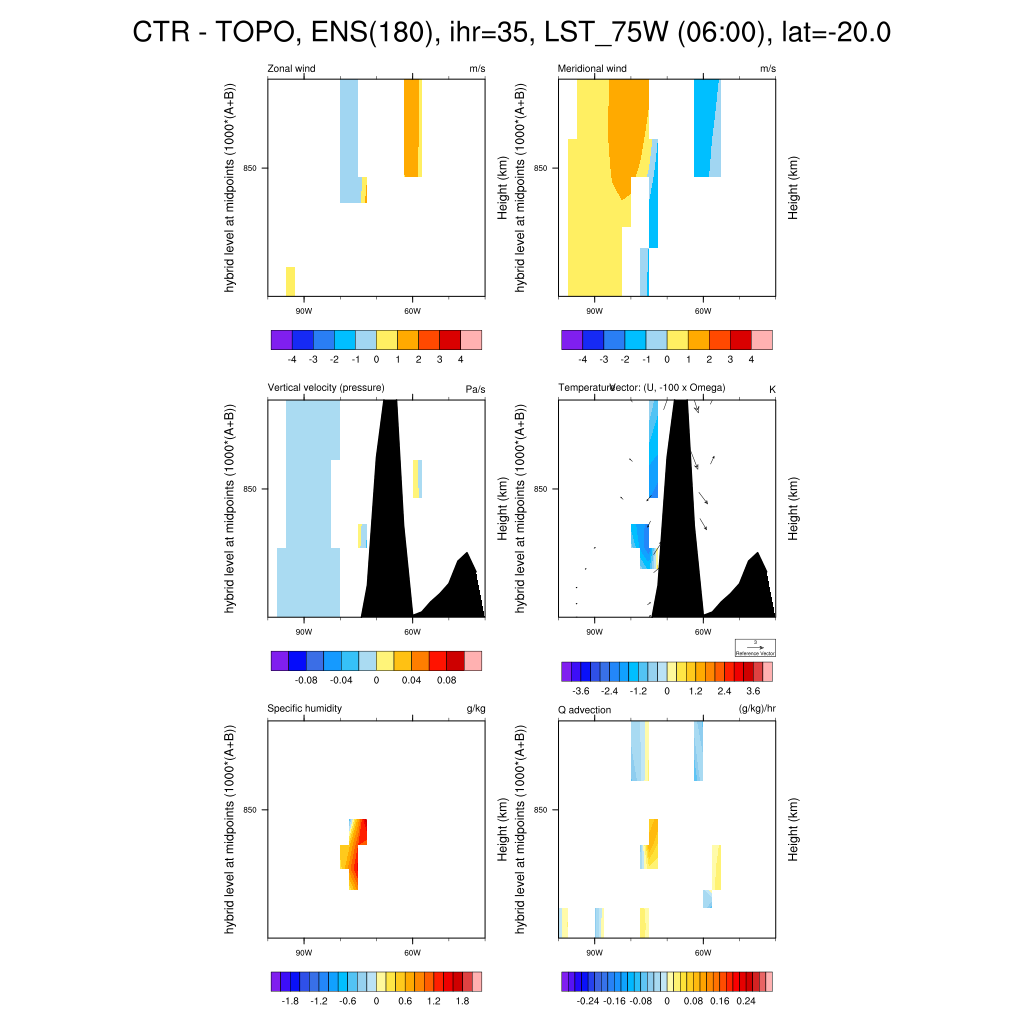 CTR - TOPO, ENS(180), ihr=35, LST_75W (06:00), lat=-20.0
Zonal wind m/s
hybrid level at midpoints (1000*(A+B))
850
Height (km)
90W 60W
-4 -3 -2 -1 0 1 2 3 4
Meridional wind m/s
hybrid level at midpoints (1000*(A+B))
850
Height (km)
90W 60W
-4 -3 -2 -1 0 1 2 3 4
Vertical velocity (pressure) Pa/s
hybrid level at midpoints (1000*(A+B))
850
Height (km)
90W 60W
-0.08 -0.04 0 0.04 0.08
Temperature Vector: (U, -100 x Omega) K
hybrid level at midpoints (1000*(A+B))
850
Height (km)
90W 60W
3
Reference Vector
-3.6 -2.4 -1.2 0 1.2 2.4 3.6
Specific humidity g/kg
hybrid level at midpoints (1000*(A+B))
850
Height (km)
90W 60W
-1.8 -1.2 -0.6 0 0.6 1.2 1.8
Q advection (g/kg)/hr
hybrid level at midpoints (1000*(A+B))
850
Height (km)
90W 60W
-0.24 -0.16 -0.08 0 0.08 0.16 0.24